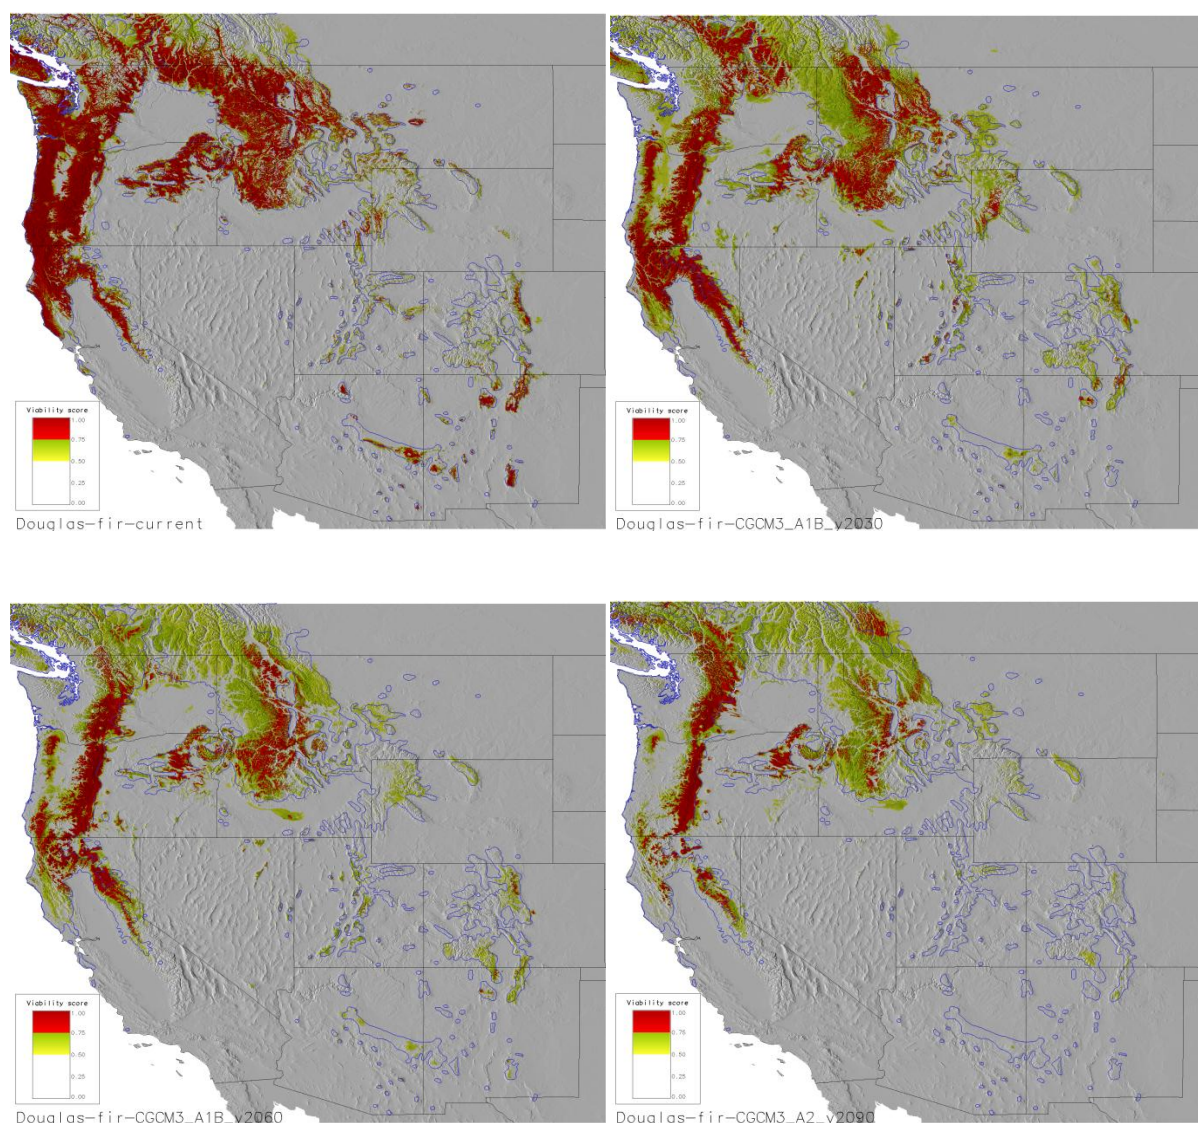 Viability score
1.00
0.75
0.50
0.25
0.00
Douglas-fir-current
Viability score
1.00
0.75
0.50
0.25
0.00
Douglas-fir-CGCM3_A1B_y2030
Viability score
1.00
0.75
0.50
0.25
0.00
Douglas-fir-CGCM3_A1B_y2060
Viability score
1.00
0.75
0.50
0.25
0.00
Douglas-fir-CGCM3_A2_y2090